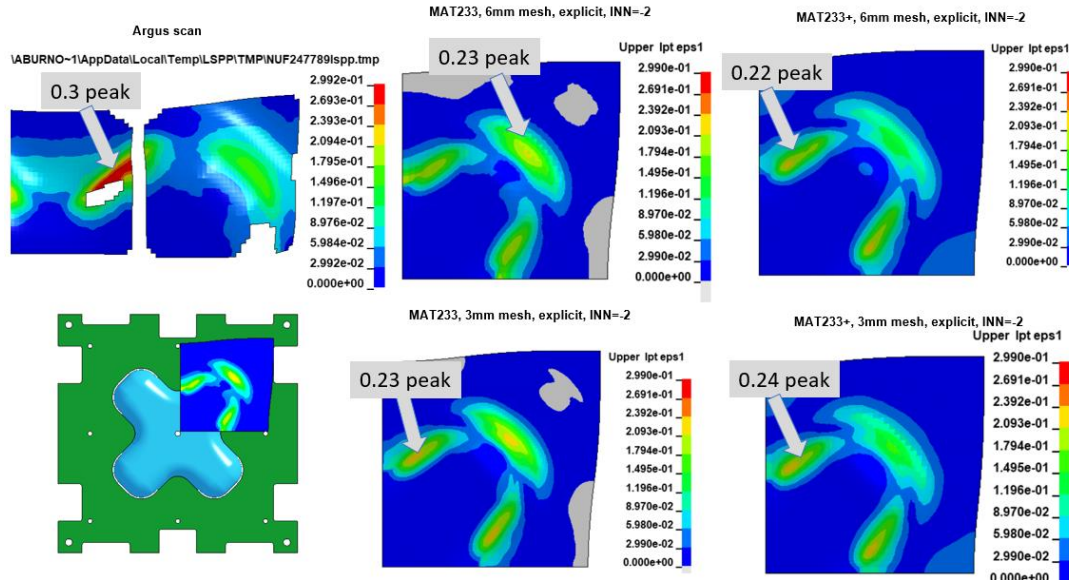 Argus scan
\ABURNO~1\AppData\Local\Temp\LSPP\TMP\NUF247789lspp.tmp
0.3 peak
2.992e-01
2.693e-01
2.394e-01
2.094e-01
1.795e-01
1.496e-01
1.197e-01
8.976e-02
5.984e-02
2.992e-02
0.000e+00
MAT233, 6mm mesh, explicit, INN=-2
Upper Ipt eps1
0.23 peak
2.990e-01
2.691e-01
2.392e-01
2.093e-01
1.794e-01
1.495e-01
1.196e-01
8.970e-02
5.980e-02
2.990e-02
0.000e+00
MAT233+, 6mm mesh, explicit, INN=-2
Upper Ipt eps1
0.22 peak
2.990e-01
2.691e-01
2.392e-01
2.093e-01
1.794e-01
1.495e-01
1.196e-01
8.970e-02
5.980e-02
2.990e-02
0.000e+00
MAT233, 3mm mesh, explicit, INN=-2
Upper Ipt eps1
0.23 peak
2.990e-01
2.691e-01
2.392e-01
2.093e-01
1.794e-01
1.495e-01
1.196e-01
8.970e-02
5.980e-02
2.990e-02
0.000e+00
MAT233+, 3mm mesh, explicit, INN=-2
Upper Ipt eps1
0.24 peak
2.990e-01
2.691e-01
2.392e-01
2.093e-01
1.794e-01
1.495e-01
1.196e-01
8.970e-02
5.980e-02
2.990e-02
0.000e+00